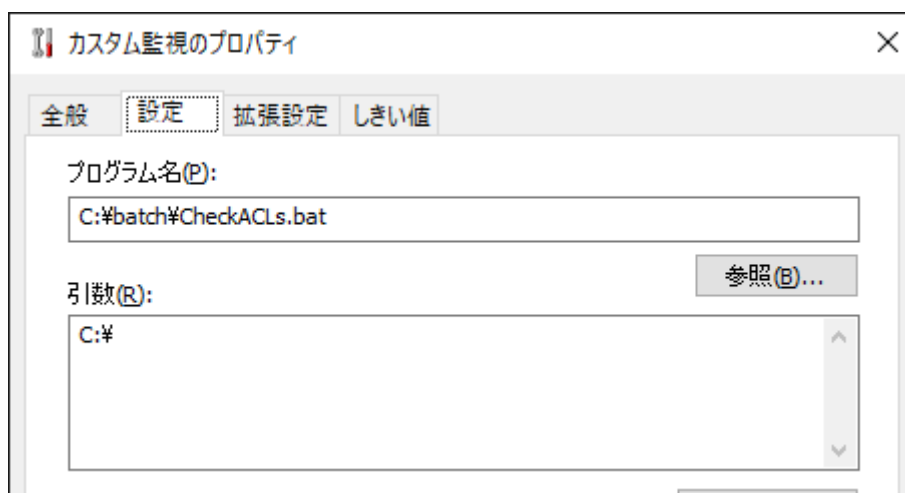 カスタム監視のプロパティ
全般 設定 拡張設定 しきい値
プログラム名(P):
C:¥batch¥CheckACLs.bat
参照(B)...
引数(R):
C:¥